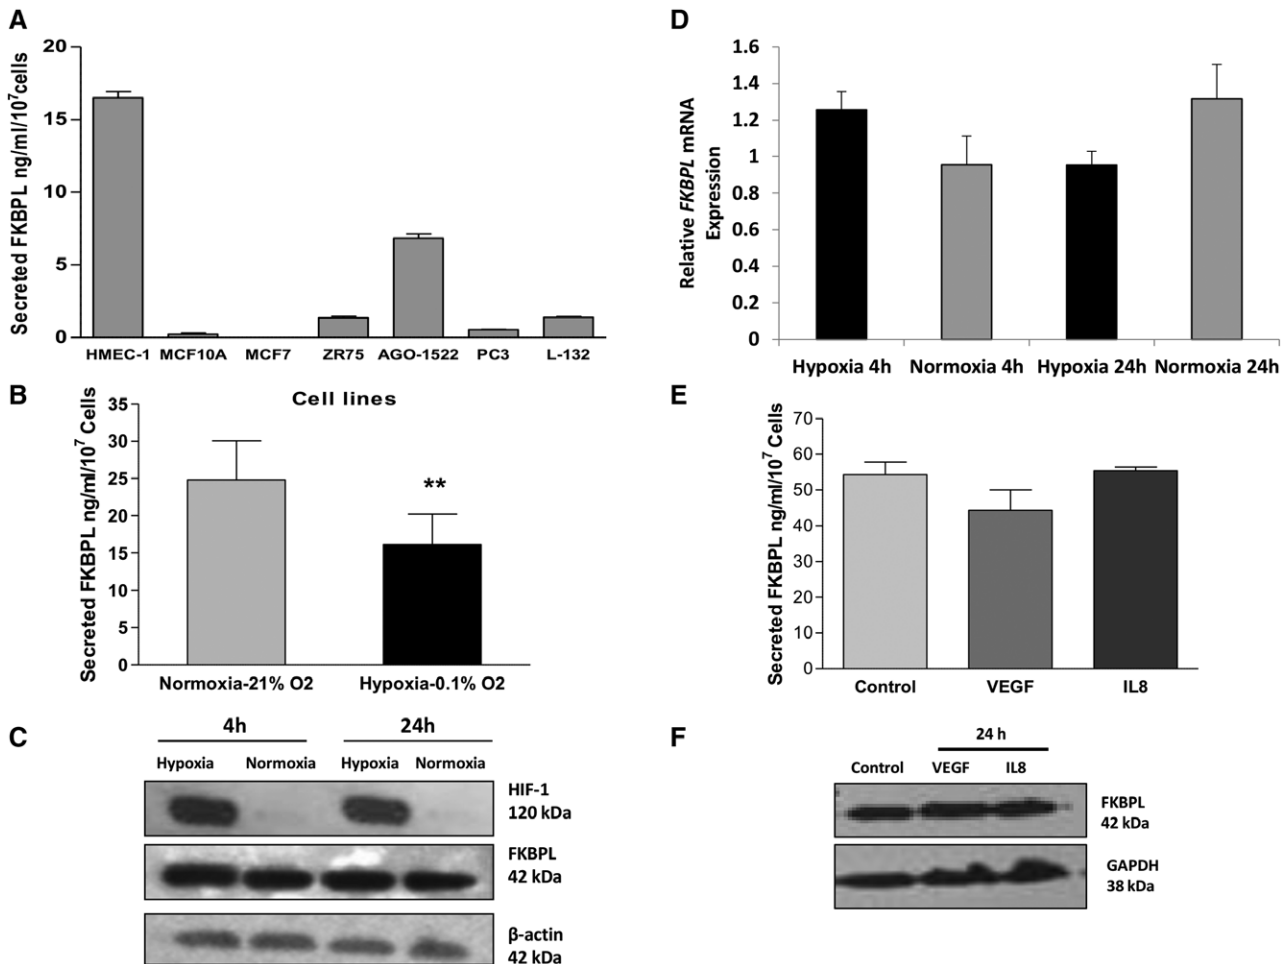 A
Secreted FKBPL ng/ml/10⁷cells
20
15
10
5
0
HMEC-1 MCF10A MCF7 ZR75 AGO-1522 PC3 L-132
Cell lines
B
Secreted FKBPL ng/ml/10⁷ Cells
35
30
25
20
15
10
5
0
**
Normoxia-21% O2 Hypoxia-0.1% O2
C
4h 24h
Hypoxia Normoxia Hypoxia Normoxia
HIF-1
120 kDa
FKBPL
42 kDa
β-actin
42 kDa
D
Relative FKBPL mRNA
Expression
1.6
1.4
1.2
1
0.8
0.6
0.4
0.2
0
Hypoxia 4h Normoxia 4h Hypoxia 24h Normoxia 24h
E
Secreted FKBPL ng/ml/10⁷ Cells
70
60
50
40
30
20
10
0
Control VEGF IL8
F
24 h
Control VEGF IL8
FKBPL
42 kDa
GAPDH
38 kDa